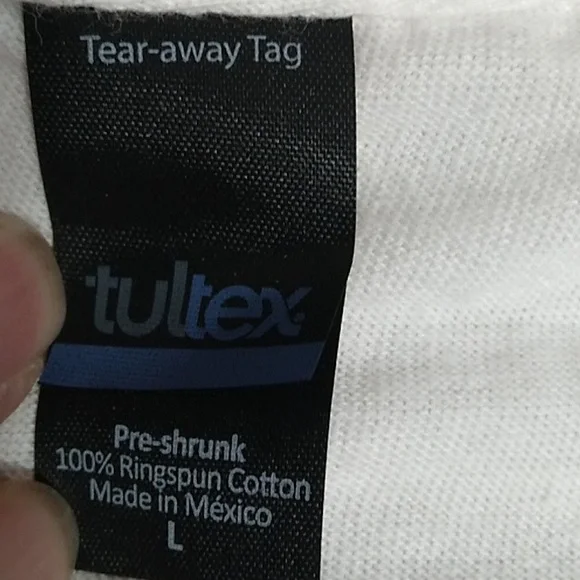 Tear-away Tag
tultex
Pre-shrunk
100% Ringspun Cotton
Made in México
L